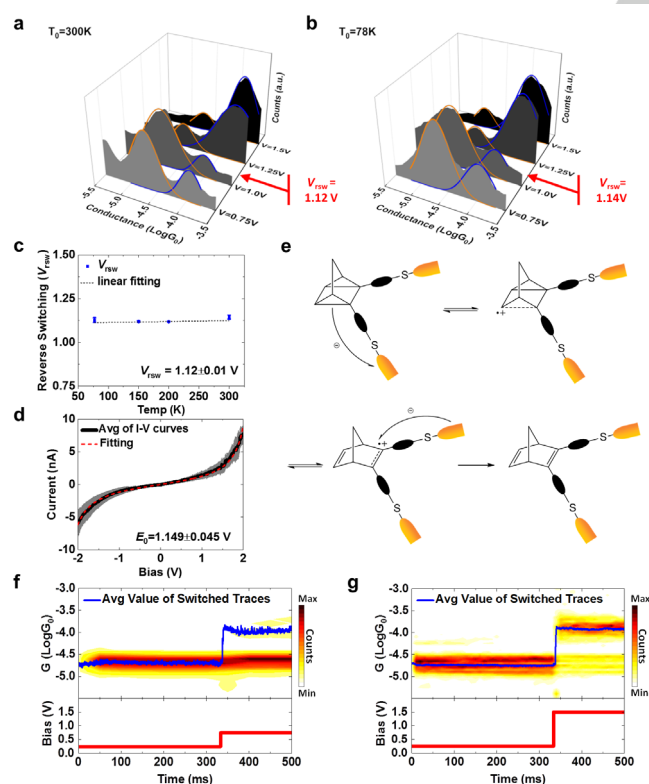 a
T₀=300K
Counts (a.u.)
V=1.5V
V=1.25V
V=1.0V
V=0.75V
-5.5
-5.0
-4.5
-4.0
-3.5
Conductance (LogG₀)
Vrsw =
1.12 V
b
T₀=78K
Counts (a.u.)
V=1.5V
V=1.25V
V=1.0V
V=0.75V
-5.5
-5.0
-4.5
-4.0
-3.5
Conductance (LogG₀)
Vrsw =
1.14V
c
Reverse Switching (Vrsw)
1.50
1.25
1.00
0.75
Vrsw
linear fitting
Vrsw = 1.12±0.01 V
50 100 150 200 250 300
Temp (K)
d
Current (nA)
10
5
0
-5
-10
Avg of I-V curves
Fitting
E₀=1.149±0.045 V
-2 -1 0 1 2
Bias (V)
e
S
S
⊖
S
S
•+
⊖
S
S
•+
S
S
f
G (LogG₀)
-3.0
-3.5
-4.0
-4.5
-5.0
Avg Value of Switched Traces
Max
Counts
Min
Bias (V)
1.5
1.0
0.5
0.0
0 100 200 300 400 500
Time (ms)
g
G (LogG₀)
-3.0
-3.5
-4.0
-4.5
-5.0
Avg Value of Switched Traces
Max
Counts
Min
Bias (V)
1.5
1.0
0.5
0.0
0 100 200 300 400 500
Time (ms)